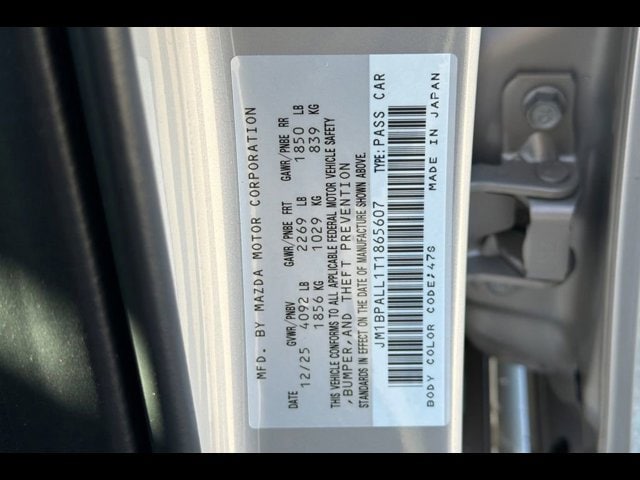 MFD. BY MAZDA MOTOR CORPORATION
DATE GVWR/PNBV GAWR/PNBE FRT GAWR/PNBE RR
12/25 4092 LB 2269 LB 1850 LB
1856 KG 1029 KG 839 KG
THIS VEHICLE CONFORMS TO ALL APPLICABLE FEDERAL MOTOR VEHICLE SAFETY
,BUMPER,AND THEFT PREVENTION
STANDARDS IN EFFECT ON THE DATE OF MANUFACTURE SHOWN ABOVE.
JM1BPALL1T1865607 TYPE:PASS CAR
BODY COLOR CODE:47S MADE IN JAPAN